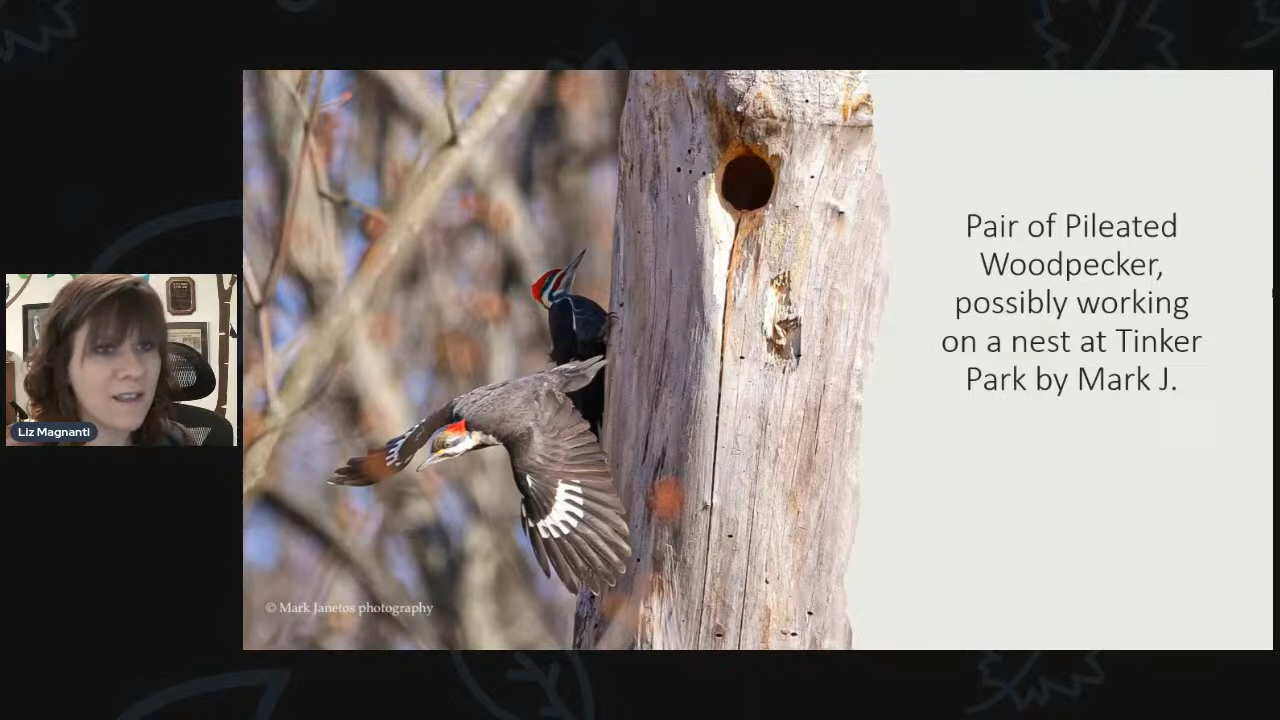 Pair of Pileated
Woodpecker,
possibly working
on a nest at Tinker
Park by Mark J.
Liz Magnanti
© Mark Janetos photography